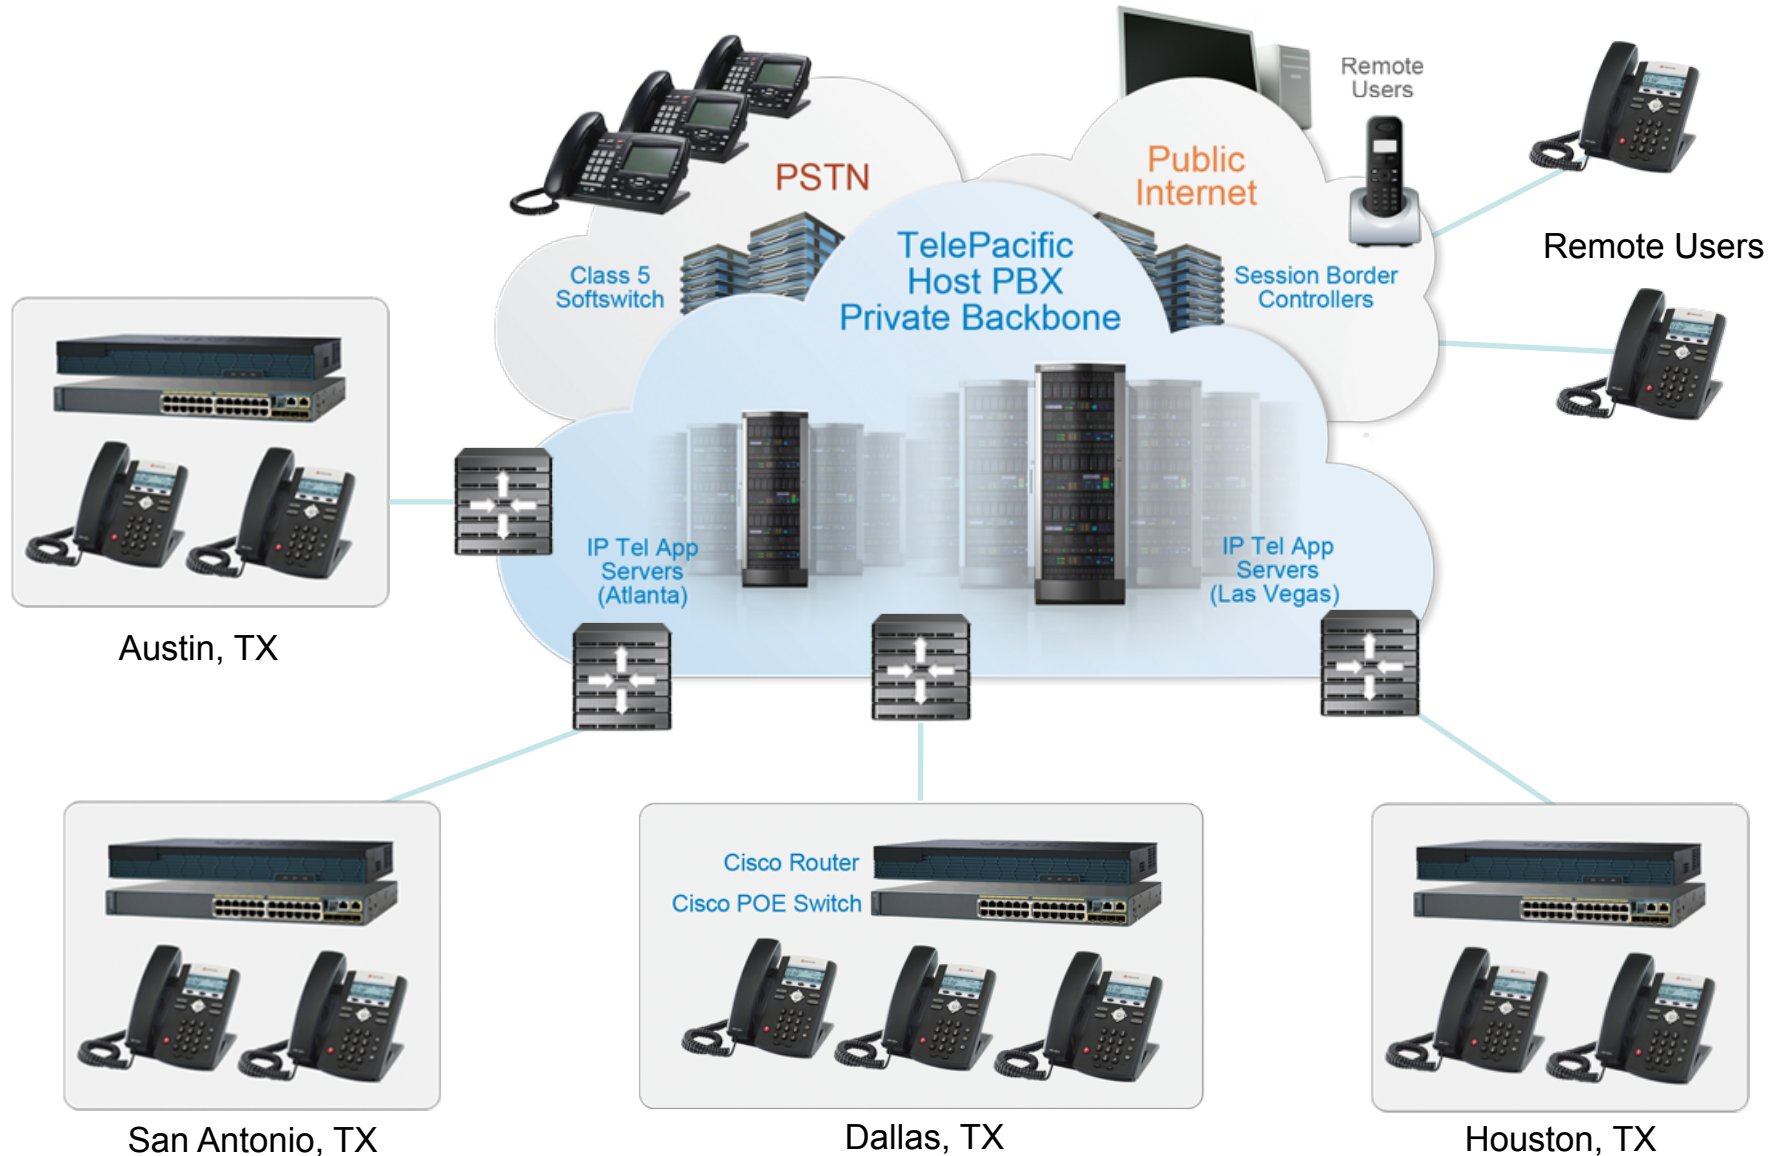 Remote
Users
PSTN
Public
Internet
TelePacific
Host PBX
Private Backbone
Class 5
Softswitch
Session Border
Controllers
Remote Users
IP Tel App
Servers
(Atlanta)
IP Tel App
Servers
(Las Vegas)
Austin, TX
Cisco Router
Cisco POE Switch
San Antonio, TX
Dallas, TX
Houston, TX